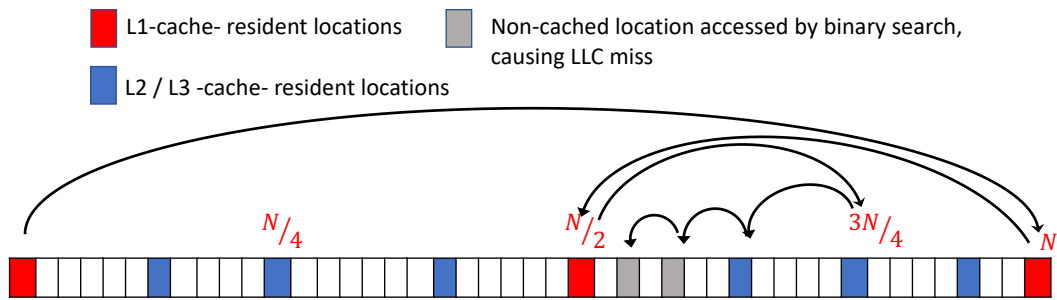 L1-cache- resident locations
Non-cached location accessed by binary search,
causing LLC miss
L2 / L3 -cache- resident locations
N/4
N/2
3N/4
N